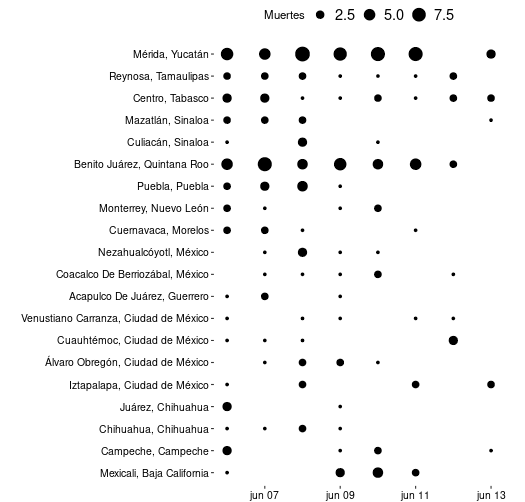 Muertes 2.5 5.0 7.5
Mérida, Yucatán
Reynosa, Tamaulipas
Centro, Tabasco
Mazatlán, Sinaloa
Culiacán, Sinaloa
Benito Juárez, Quintana Roo
Puebla, Puebla
Monterrey, Nuevo León
Cuernavaca, Morelos
Nezahualcóyotl, México
Coacalco De Berriozábal, México
Acapulco De Juárez, Guerrero
Venustiano Carranza, Ciudad de México
Cuauhtémoc, Ciudad de México
Álvaro Obregón, Ciudad de México
Iztapalapa, Ciudad de México
Juárez, Chihuahua
Chihuahua, Chihuahua
Campeche, Campeche
Mexicali, Baja California
jun 07 jun 09 jun 11 jun 13